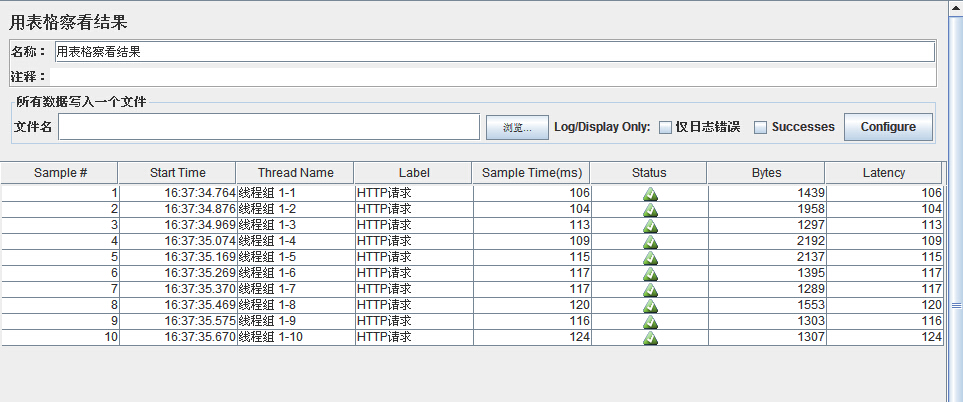 用表格察看结果
名称： 用表格察看结果
注释：
所有数据写入一个文件
文件名 浏览... Log/Display Only: 仅日志错误 Successes Configure
Sample # Start Time Thread Name Label Sample Time(ms) Status Bytes Latency
1 16:37:34.764 线程组 1-1 HTTP请求 106 1439 106
2 16:37:34.876 线程组 1-2 HTTP请求 104 1958 104
3 16:37:34.969 线程组 1-3 HTTP请求 113 1297 113
4 16:37:35.074 线程组 1-4 HTTP请求 109 2192 109
5 16:37:35.169 线程组 1-5 HTTP请求 115 2137 115
6 16:37:35.269 线程组 1-6 HTTP请求 117 1395 117
7 16:37:35.370 线程组 1-7 HTTP请求 117 1289 117
8 16:37:35.469 线程组 1-8 HTTP请求 120 1553 120
9 16:37:35.575 线程组 1-9 HTTP请求 116 1303 116
10 16:37:35.670 线程组 1-10 HTTP请求 124 1307 124